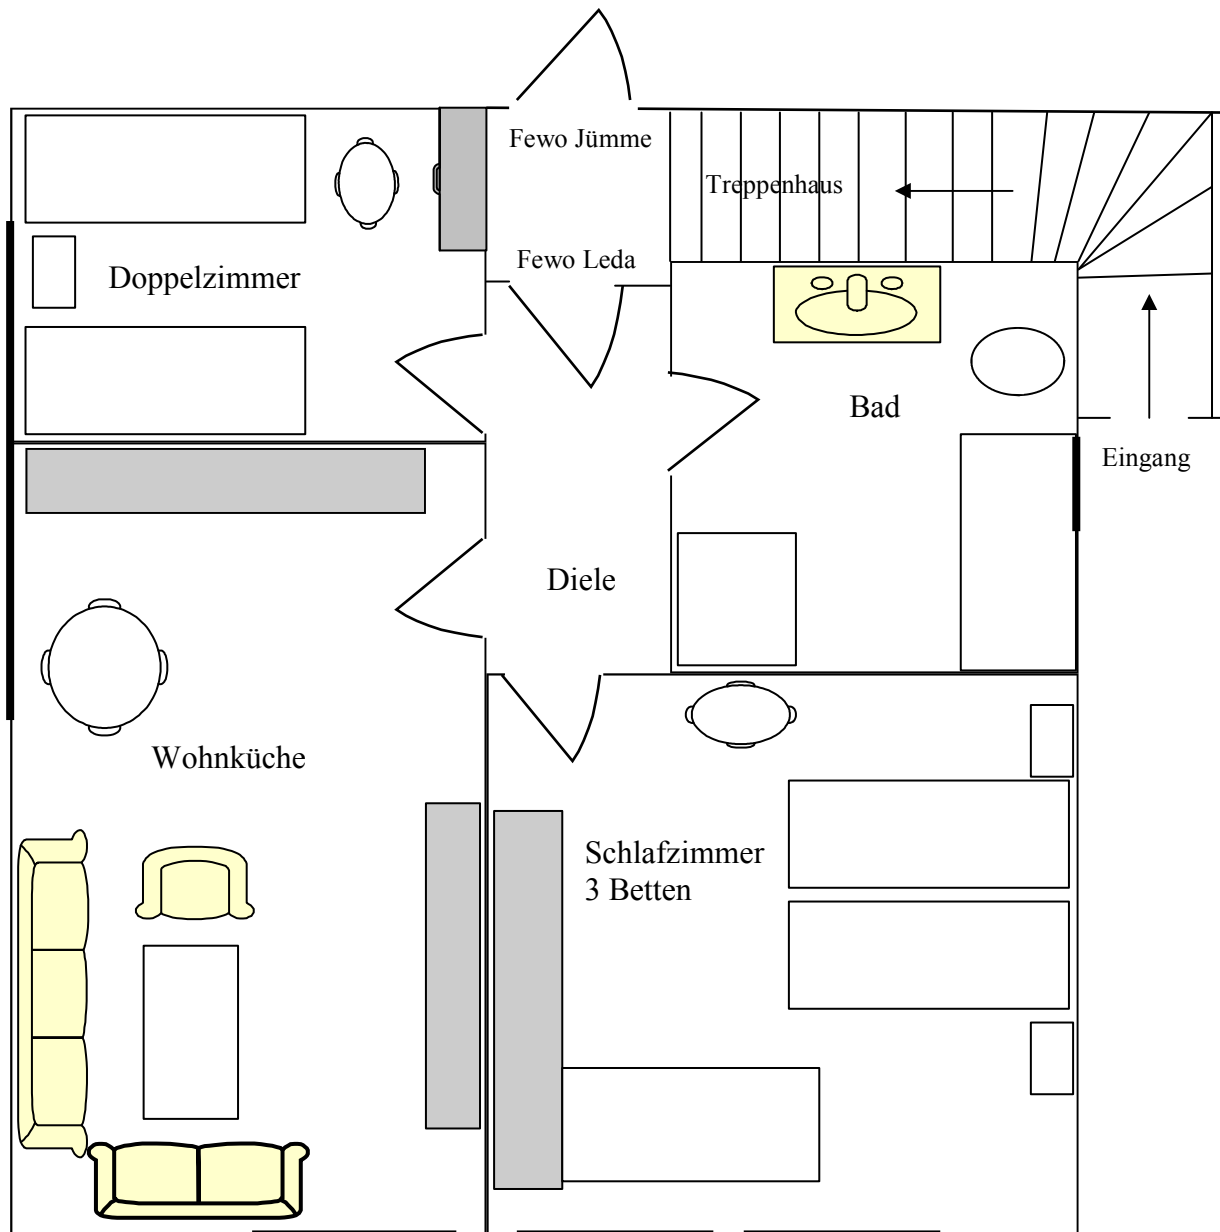 Fewo Jümme
Treppenhaus
Fewo Leda
Doppelzimmer
Bad
Eingang
Diele
Wohnküche
Schlafzimmer
3 Betten